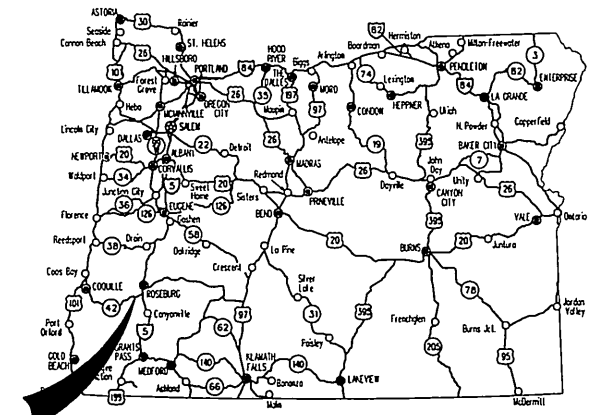 ASTORIA
30
Rainier
Seaside
Cannon Beach
26
ST. HELENS
HILLSBORO
PORTLAND
84
HOOD RIVER
THE DALLES
Biggs
Arlington
Boardman
82
Hermiston
Athena
Milton-Freewater
PENDLETON
3
82
ENTERPRISE
84
LA GRANDE
101
TILLAMOOK
Forest Grove
OREGON CITY
26
35
197
MORO
97
Maupin
74
Lexington
HEPPNER
CONDON
Ukiah
N. Powder
Copperfield
Hebo
MCMINNVILLE
SALEM
Lincoln City
DALLAS
22
Detroit
Antelope
19
395
BAKER CITY
7
NEWPORT
20
ALBANY
CORVALLIS
MADRAS
26
John Day
Dayville
Unity
26
Waldport
34
5
Sweet Home
20
Redmond
Sisters
PRINEVILLE
CANYON CITY
Junction City
36
126
EUGENE
126
Goshen
BEND
395
VALE
Ontario
Florence
58
Oakridge
20
BURNS
20
Juntura
Reedsport
38
Drain
La Pine
Crescent
Coos Bay
COQUILLE
ROSEBURG
Silver Lake
78
101
42
Canyonville
97
31
395
Frenchglen
Burns Jct.
Jordan Valley
Port Orford
5
62
Paisley
205
95
GOLD BEACH
GRANTS PASS
MEDFORD
140
KLAMATH FALLS
140
LAKEVIEW
199
Ashland
66
Bonanza
Malin
McDermitt